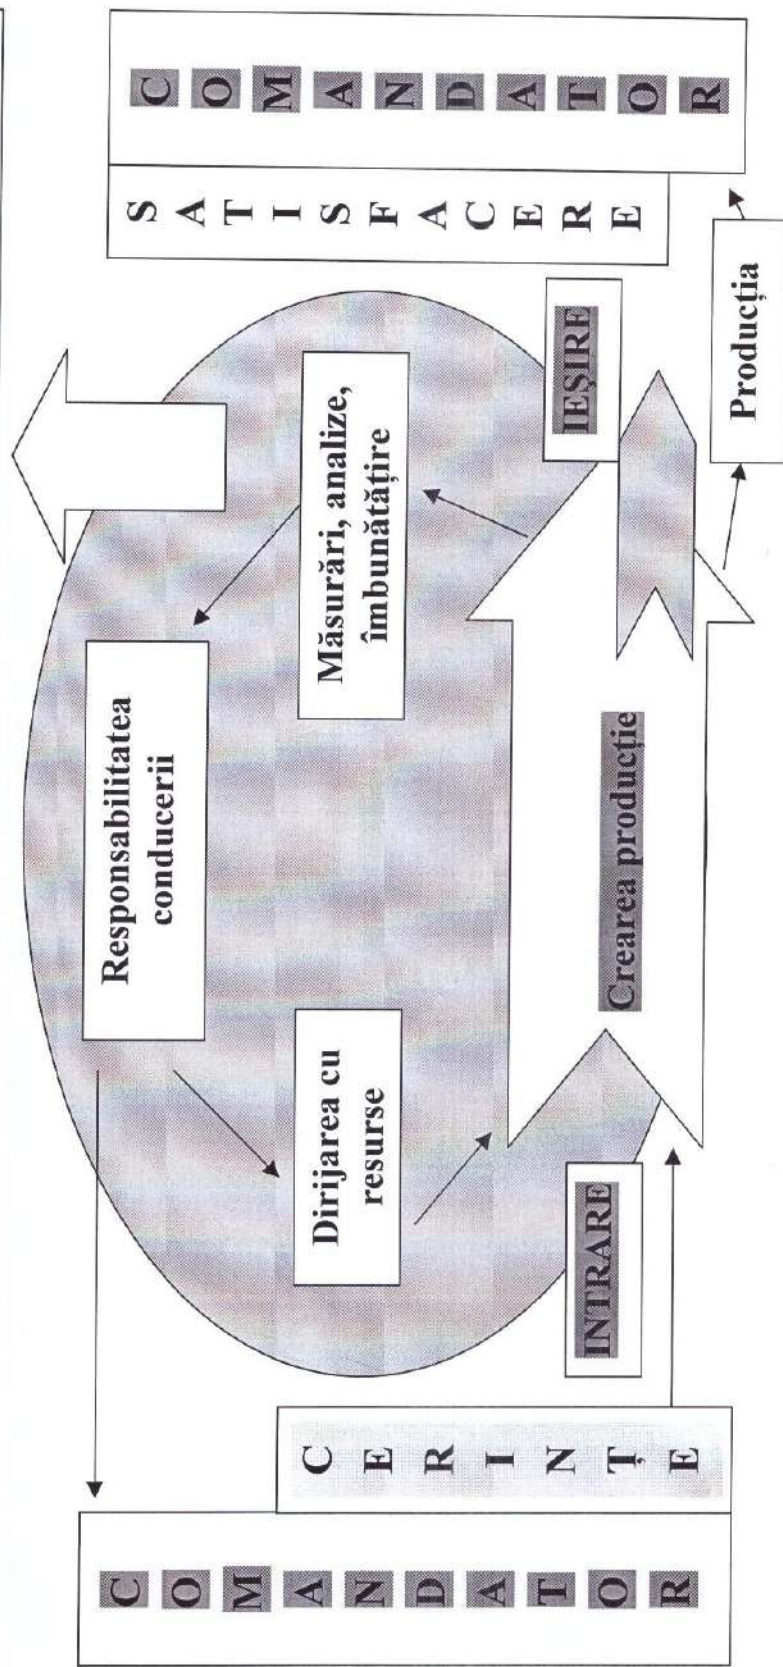 COMANDATOR
CERINȚE
Responsabilitatea
conducerii
Dirijarea cu
resurse
Măsurări, analize,
îmbunătățire
INTRARE
Crearea producție
IEȘIRE
Producția
SATISFACERE
COMANDATOR